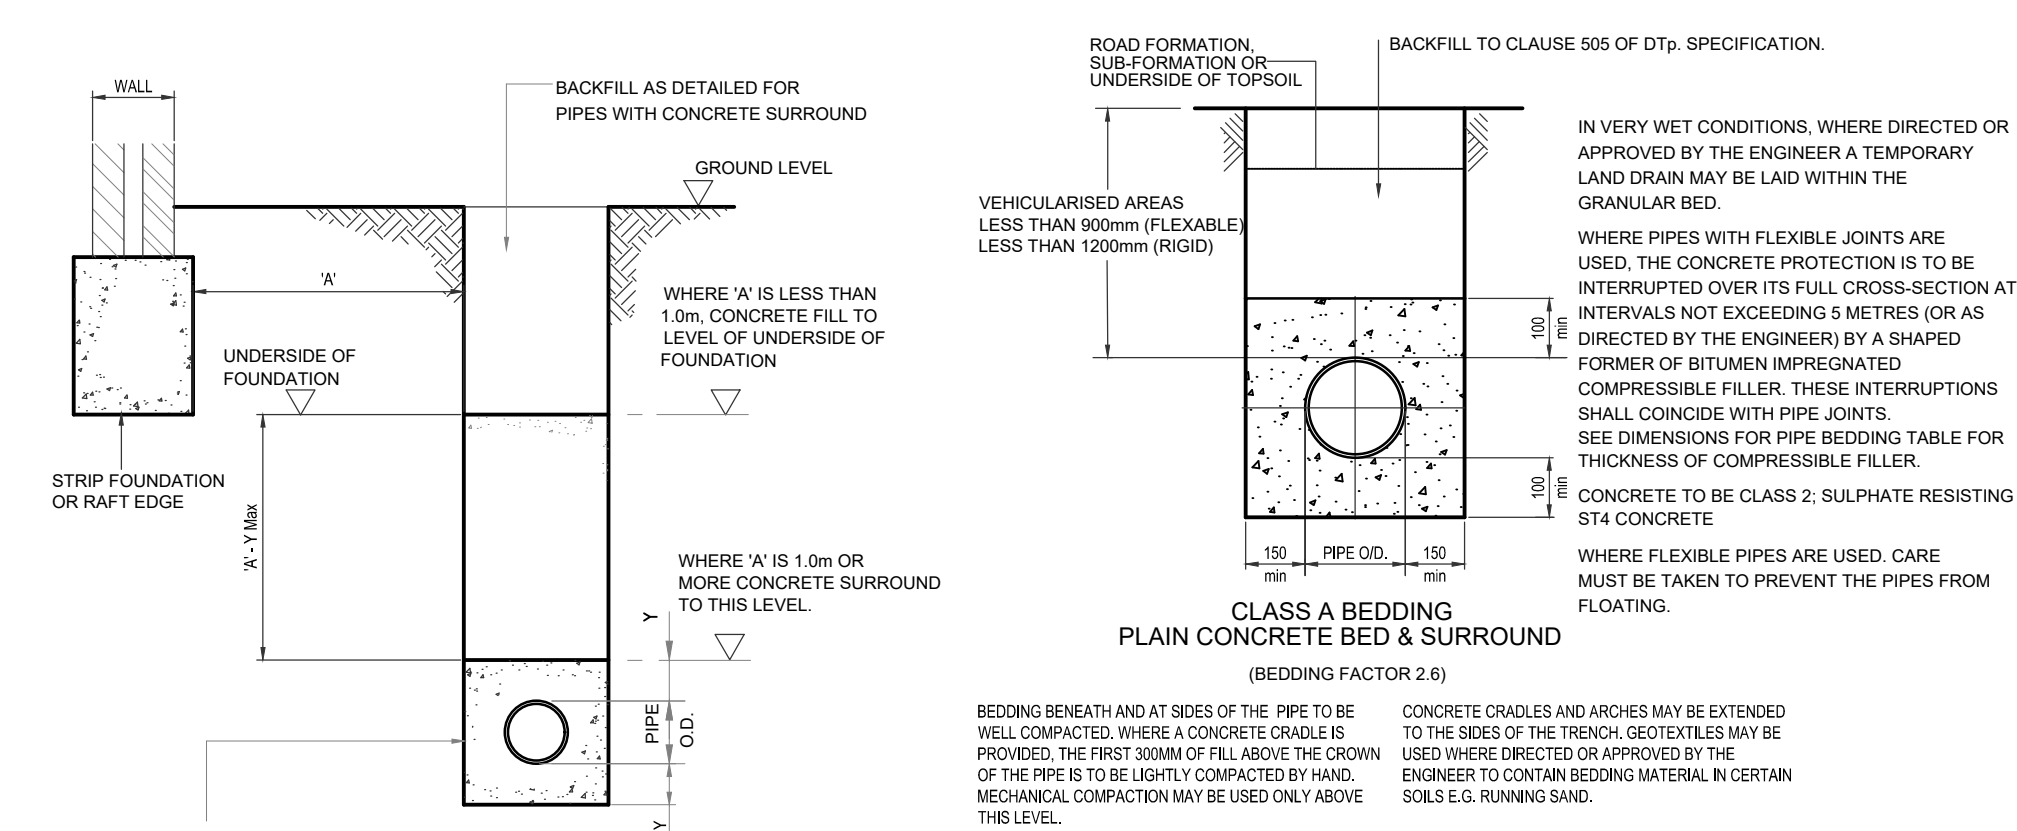 WALL
BACKFILL AS DETAILED FOR
PIPES WITH CONCRETE SURROUND
GROUND LEVEL
'A'
WHERE 'A' IS LESS THAN
1.0m, CONCRETE FILL TO
LEVEL OF UNDERSIDE OF
FOUNDATION
UNDERSIDE OF
FOUNDATION
STRIP FOUNDATION
OR RAFT EDGE
'A' - Y Max
WHERE 'A' IS 1.0m OR
MORE CONCRETE SURROUND
TO THIS LEVEL.
Y
PIPE
O.D.
Y
ROAD FORMATION,
SUB-FORMATION OR
UNDERSIDE OF TOPSOIL
BACKFILL TO CLAUSE 505 OF DTp. SPECIFICATION.
VEHICULARISED AREAS
LESS THAN 900mm (FLEXABLE)
LESS THAN 1200mm (RIGID)
100
min
100
min
150
min
PIPE O/D.
150
min
CLASS A BEDDING
PLAIN CONCRETE BED & SURROUND
(BEDDING FACTOR 2.6)
IN VERY WET CONDITIONS, WHERE DIRECTED OR
APPROVED BY THE ENGINEER A TEMPORARY
LAND DRAIN MAY BE LAID WITHIN THE
GRANULAR BED.
WHERE PIPES WITH FLEXIBLE JOINTS ARE
USED, THE CONCRETE PROTECTION IS TO BE
INTERRUPTED OVER ITS FULL CROSS-SECTION AT
INTERVALS NOT EXCEEDING 5 METRES (OR AS
DIRECTED BY THE ENGINEER) BY A SHAPED
FORMER OF BITUMEN IMPREGNATED
COMPRESSIBLE FILLER. THESE INTERRUPTIONS
SHALL COINCIDE WITH PIPE JOINTS.
SEE DIMENSIONS FOR PIPE BEDDING TABLE FOR
THICKNESS OF COMPRESSIBLE FILLER.
CONCRETE TO BE CLASS 2; SULPHATE RESISTING
ST4 CONCRETE
WHERE FLEXIBLE PIPES ARE USED. CARE
MUST BE TAKEN TO PREVENT THE PIPES FROM
FLOATING.
BEDDING BENEATH AND AT SIDES OF THE PIPE TO BE
WELL COMPACTED. WHERE A CONCRETE CRADLE IS
PROVIDED, THE FIRST 300MM OF FILL ABOVE THE CROWN
OF THE PIPE IS TO BE LIGHTLY COMPACTED BY HAND.
MECHANICAL COMPACTION MAY BE USED ONLY ABOVE
THIS LEVEL.
CONCRETE CRADLES AND ARCHES MAY BE EXTENDED
TO THE SIDES OF THE TRENCH. GEOTEXTILES MAY BE
USED WHERE DIRECTED OR APPROVED BY THE
ENGINEER TO CONTAIN BEDDING MATERIAL IN CERTAIN
SOILS E.G. RUNNING SAND.